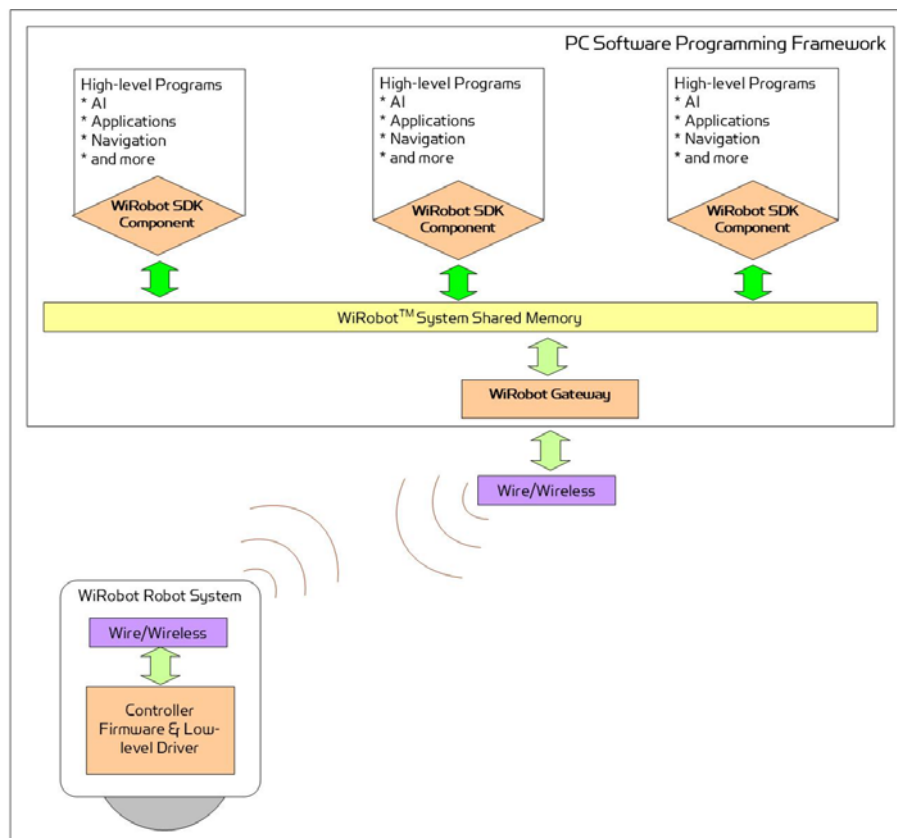 PC Software Programming Framework
High-level Programs
* AI
* Applications
* Navigation
* and more
WiRobot SDK
Component
High-level Programs
* AI
* Applications
* Navigation
* and more
WiRobot SDK
Component
High-level Programs
* AI
* Applications
* Navigation
* and more
WiRobot SDK
Component
WiRobot™ System Shared Memory
WiRobot Gateway
Wire/Wireless
WiRobot Robot System
Wire/Wireless
Controller
Firmware & Low-
level Driver